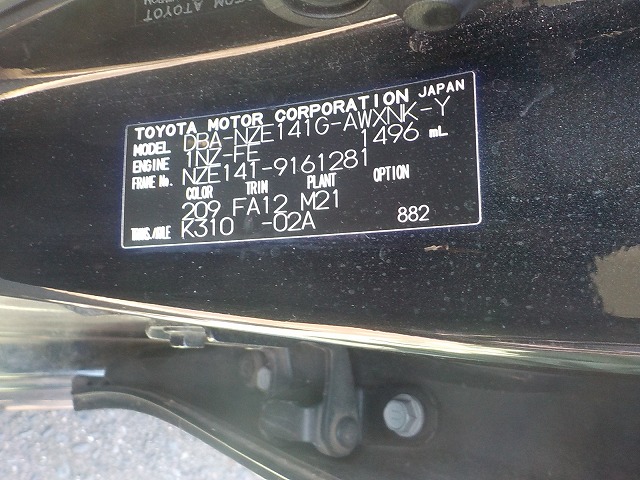 TOYOTA MOTOR CORPORATION JAPAN
MODEL DBA-NZE141G-AWXNK-Y
ENGINE 1NZ-FE 1496 mL
FRAME No. NZE141-9161281
COLOR TRIM PLANT OPTION
209 FA12 M21
TRANS./AXLE K310 -02A 882